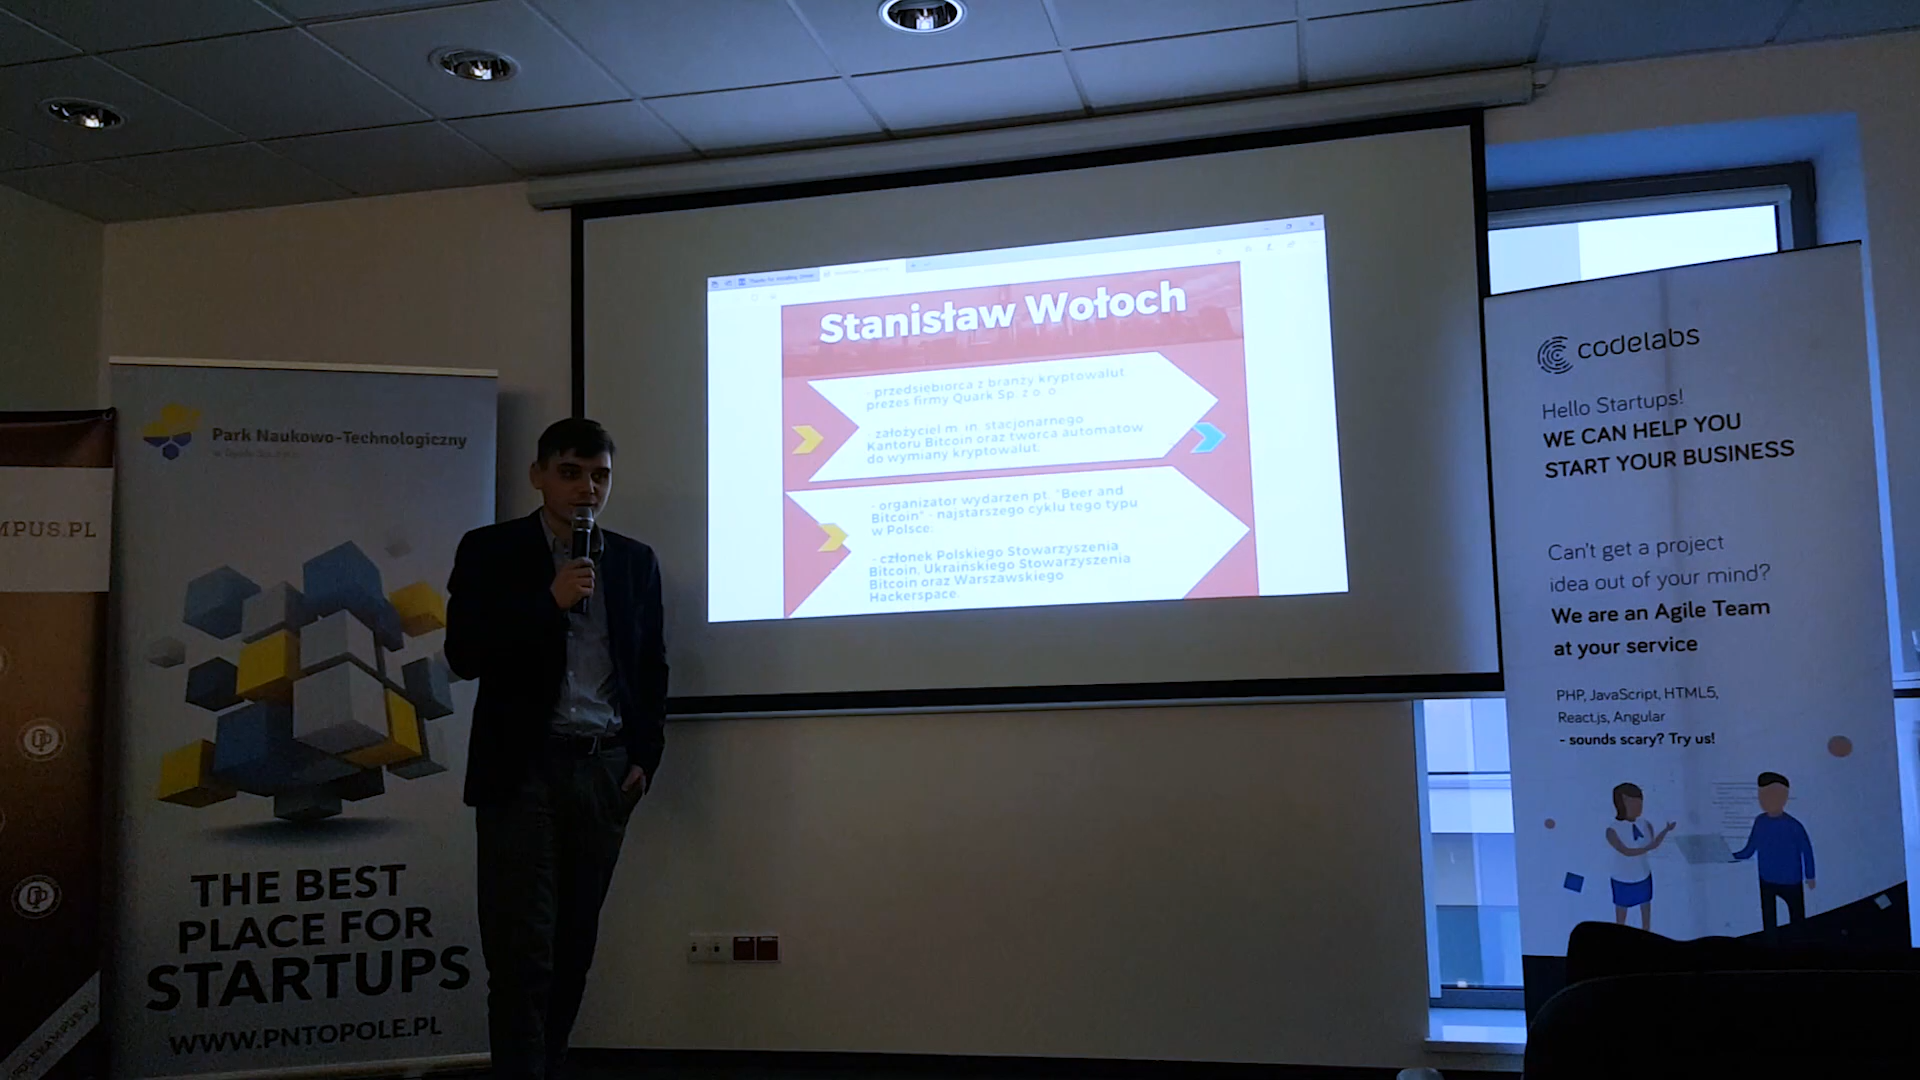 MPUS.PL
Park Naukowo-Technologiczny
THE BEST
PLACE FOR
STARTUPS
WWW.PNTOPOLE.PL
Stanisław Wołoch
- przedsiębiorca z branży kryptowalut
prezes firmy Quark Sp. z o. o.
- założyciel m. in. stacjonarnego
Kantoru Bitcoin oraz twórca automatów
do wymiany kryptowalut.
- organizator wydarzeń pt. "Beer and
Bitcoin" - najstarszego cyklu tego typu
w Polsce;
- członek Polskiego Stowarzyszenia
Bitcoin, Ukraińskiego Stowarzyszenia
Bitcoin oraz Warszawskiego
Hackerspace.
codelabs
Hello Startups!
WE CAN HELP YOU
START YOUR BUSINESS
Can't get a project
idea out of your mind?
We are an Agile Team
at your service
PHP, JavaScript, HTML5,
React.js, Angular
- sounds scary? Try us!